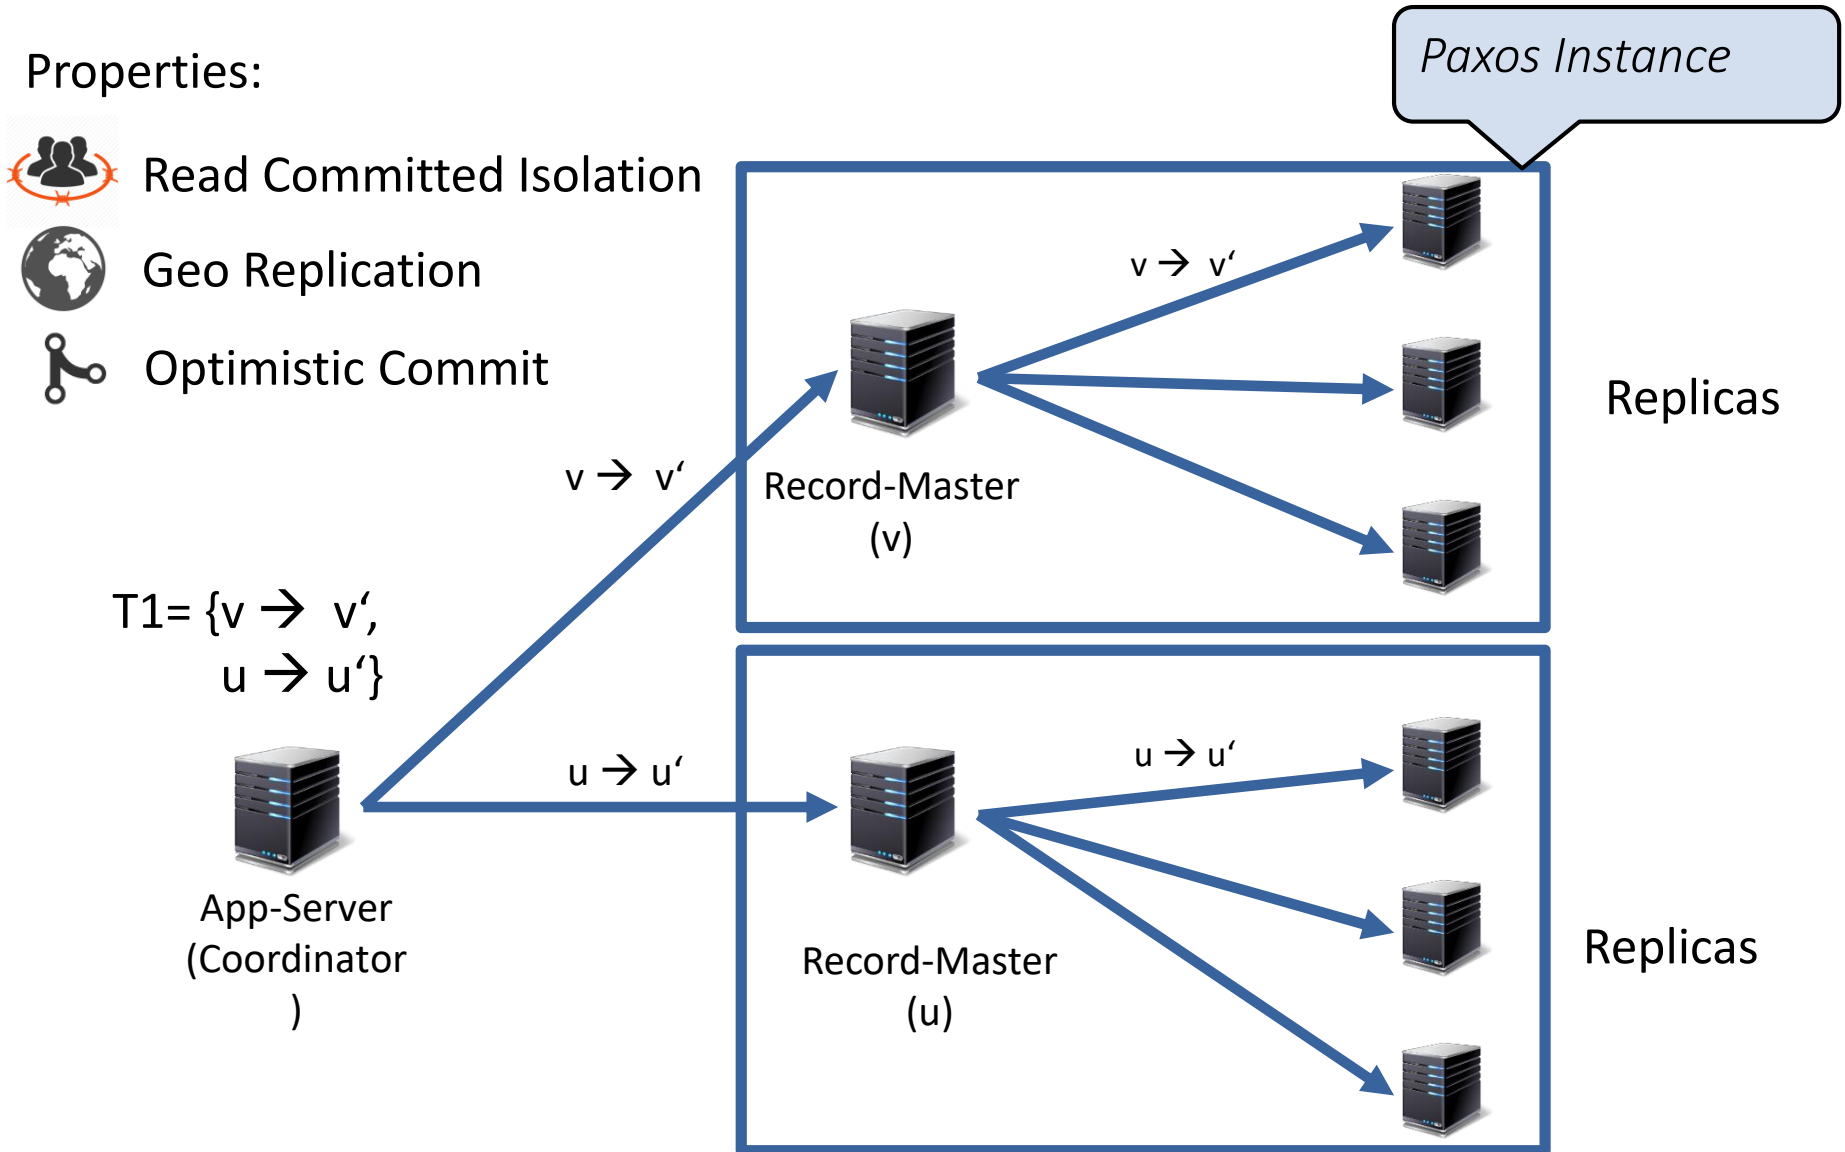 Paxos Instance
Properties:
Read Committed Isolation
Geo Replication
Optimistic Commit
v → v‘
Replicas
v → v‘
Record-Master
(v)
T1= {v → v‘,
u → u‘}
u → u‘
u → u‘
App-Server
(Coordinator
)
Record-Master
(u)
Replicas